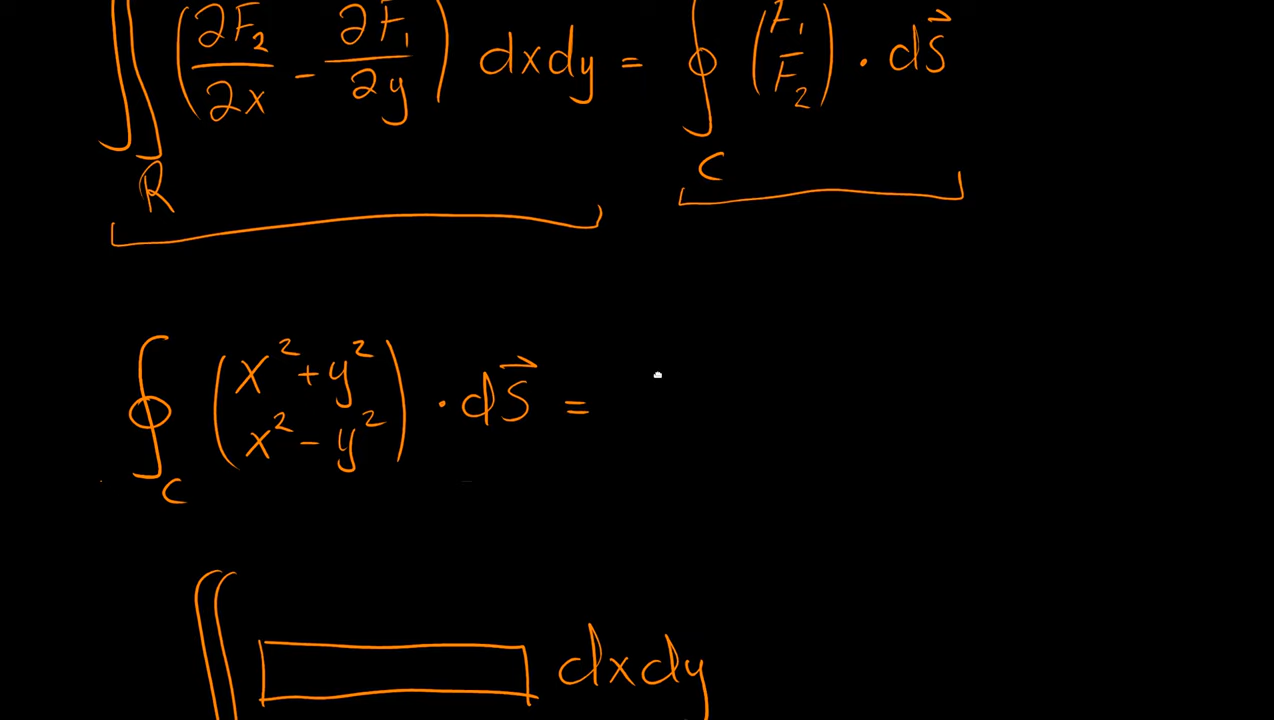 ∬_R (∂F₂/∂x − ∂F₁/∂y) dxdy = ∮_C (F₁ F₂) · ds⃗
∮_C (x² + y² x² − y²) · ds⃗ =
∬ dxdy